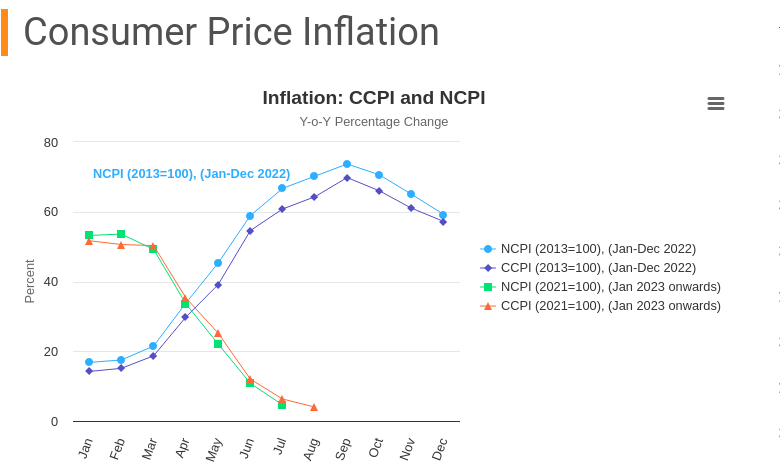 Consumer Price Inflation
Inflation: CCPI and NCPI
Y-o-Y Percentage Change
Percent
80
60
40
20
0
NCPI (2013=100), (Jan-Dec 2022)
Jan Feb Mar Apr May Jun Jul Aug Sep Oct Nov Dec
NCPI (2013=100), (Jan-Dec 2022)
CCPI (2013=100), (Jan-Dec 2022)
NCPI (2021=100), (Jan 2023 onwards)
CCPI (2021=100), (Jan 2023 onwards)